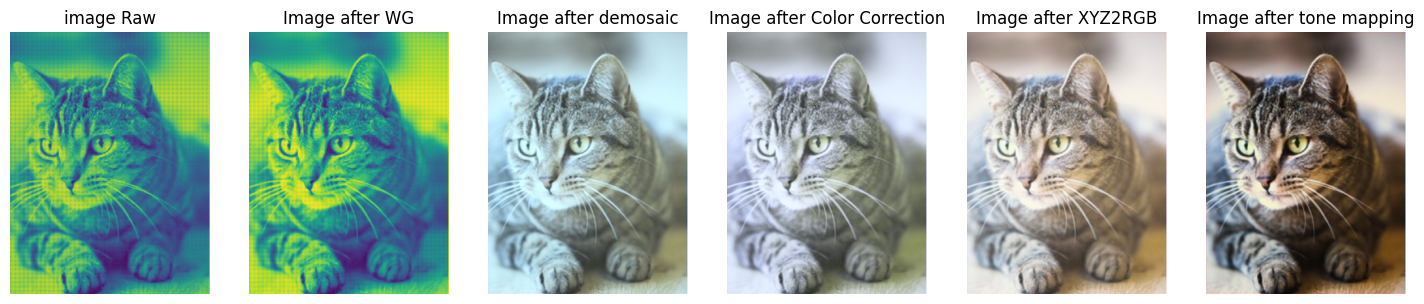 image Raw
Image after WG
Image after demosaic
Image after Color Correction
Image after XYZ2RGB
Image after tone mapping